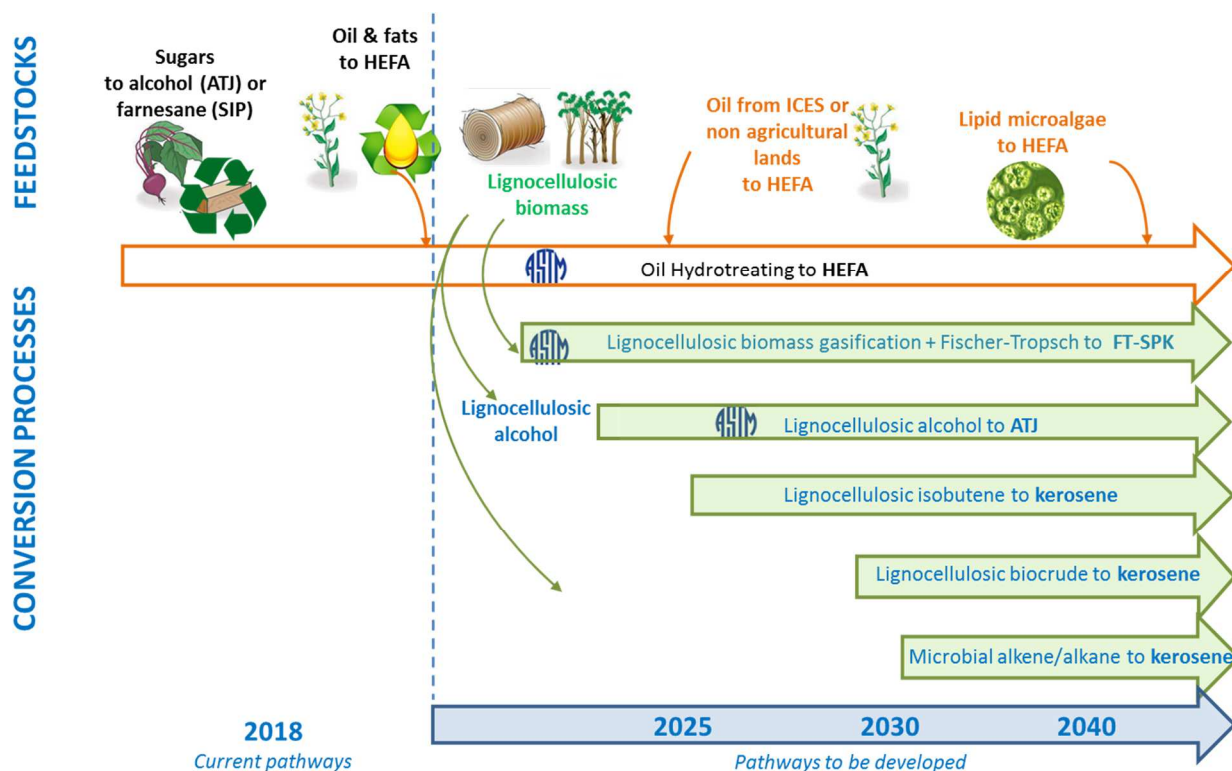 FEEDSTOCKS
Sugars
to alcohol (ATJ) or
farnesane (SIP)
Oil & fats
to HEFA
Lignocellulosic
biomass
Oil from ICES or
non agricultural
lands
to HEFA
Lipid microalgae
to HEFA
CONVERSION PROCESSES
ASTM
Oil Hydrotreating to HEFA
ASTM
Lignocellulosic biomass gasification + Fischer-Tropsch to FT-SPK
Lignocellulosic
alcohol
ASTM
Lignocellulosic alcohol to ATJ
Lignocellulosic isobutene to kerosene
Lignocellulosic biocrude to kerosene
Microbial alkene/alkane to kerosene
2018
Current pathways
2025
2030
2040
Pathways to be developed